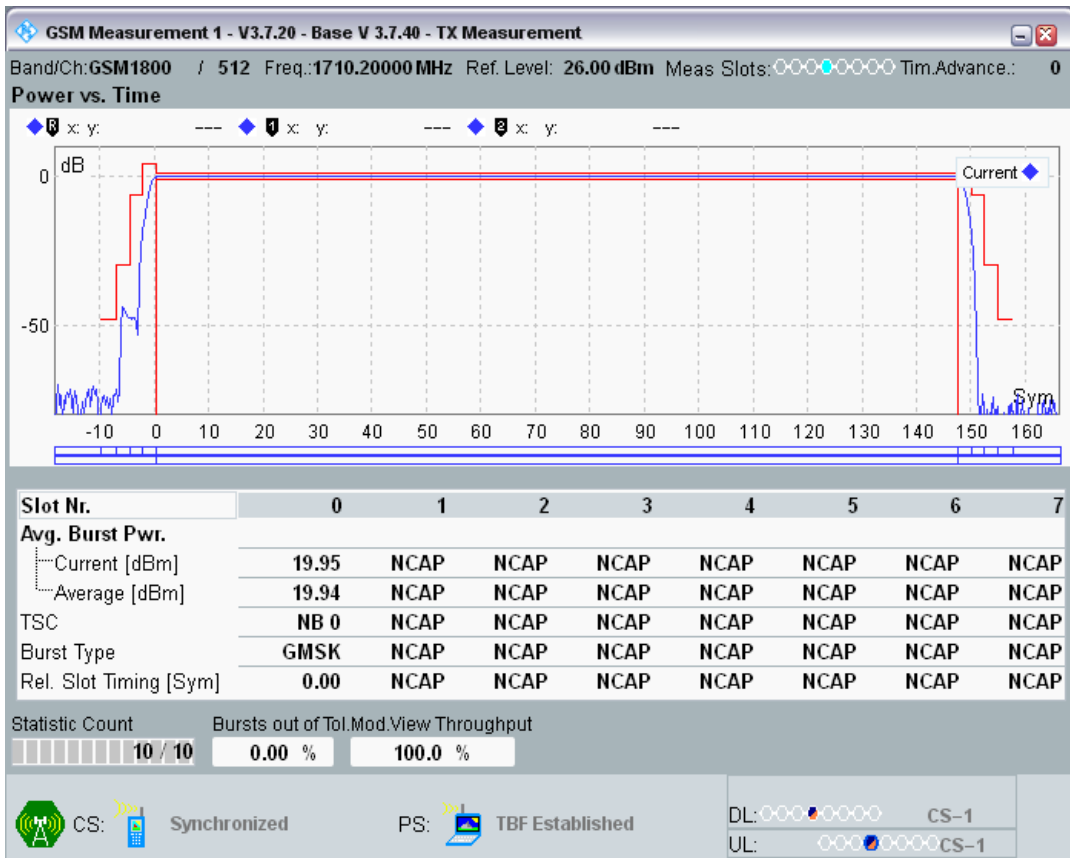 GSM Measurement 1 - V3.7.20 - Base V 3.7.40 - TX Measurement
Band/Ch:GSM1800 / 512 Freq.:1710.20000 MHz Ref. Level: 26.00 dBm Meas Slots: Tim.Advance.: 0
Power vs. Time
R x: y: --- 1 x: y: --- 2 x: y: ---
dB
Current
0
-50
Sym
-10 0 10 20 30 40 50 60 70 80 90 100 110 120 130 140 150 160
Slot Nr. 0 1 2 3 4 5 6 7
Avg. Burst Pwr.
Current [dBm] 19.95 NCAP NCAP NCAP NCAP NCAP NCAP NCAP
Average [dBm] 19.94 NCAP NCAP NCAP NCAP NCAP NCAP NCAP
TSC NB 0 NCAP NCAP NCAP NCAP NCAP NCAP NCAP
Burst Type GMSK NCAP NCAP NCAP NCAP NCAP NCAP NCAP
Rel. Slot Timing [Sym] 0.00 NCAP NCAP NCAP NCAP NCAP NCAP NCAP
Statistic Count Bursts out of Tol. Mod.View Throughput
10 / 10 0.00 % 100.0 %
CS: Synchronized PS: TBF Established DL: CS-1
UL: CS-1